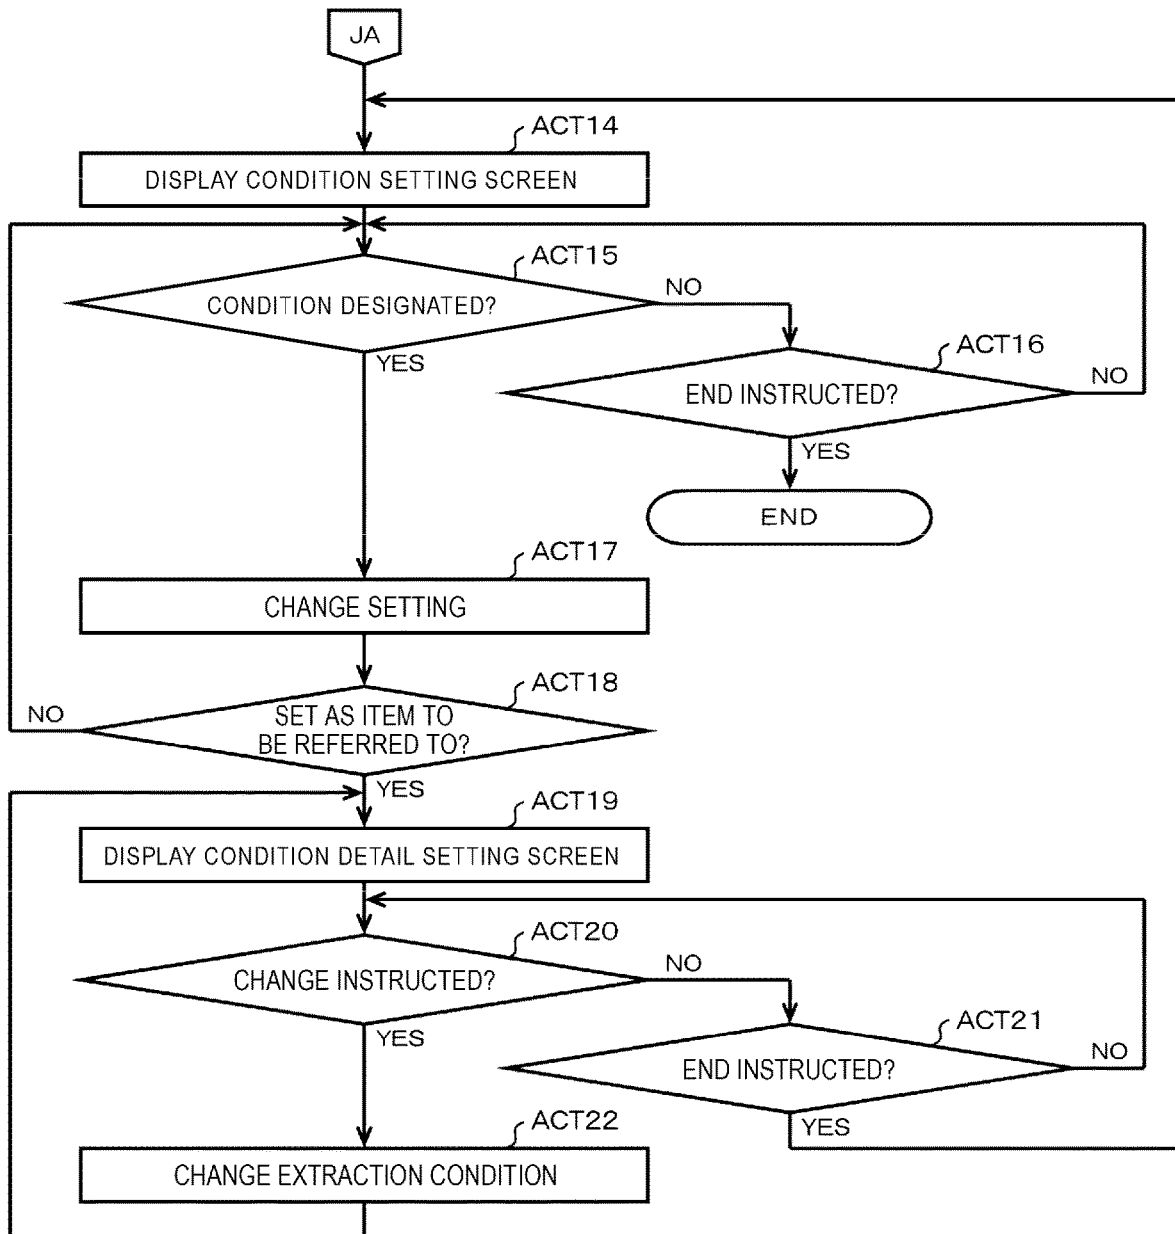 JA
ACT14
DISPLAY CONDITION SETTING SCREEN
ACT15
CONDITION DESIGNATED?
NO
YES
ACT16
END INSTRUCTED?
NO
YES
END
ACT17
CHANGE SETTING
ACT18
SET AS ITEM TO
BE REFERRED TO?
NO
YES
ACT19
DISPLAY CONDITION DETAIL SETTING SCREEN
ACT20
CHANGE INSTRUCTED?
NO
YES
ACT21
END INSTRUCTED?
NO
YES
ACT22
CHANGE EXTRACTION CONDITION